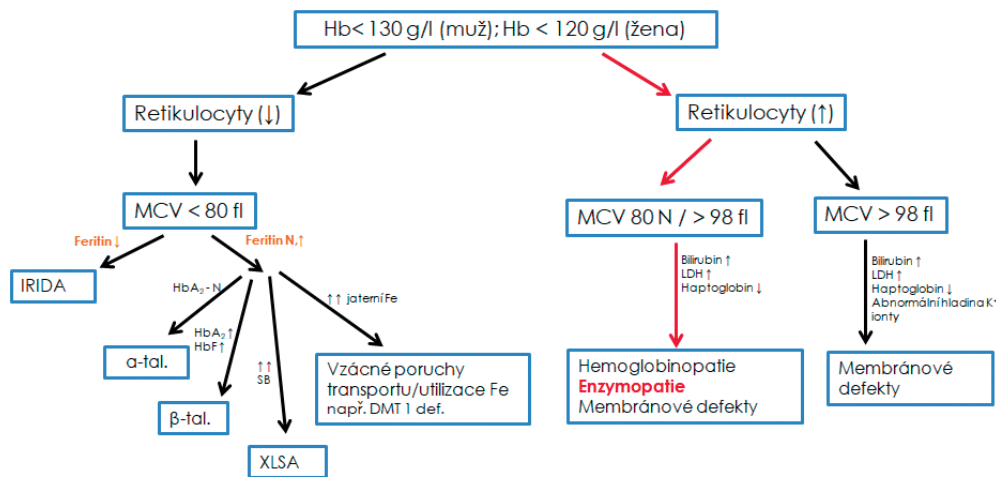 Hb< 130 g/l (muž); Hb < 120 g/l (žena)
Retikulocyty (↓)
Retikulocyty (↑)
MCV < 80 fl
MCV 80 N / > 98 fl
MCV > 98 fl
Feritin ↓
Feritin N,↑
IRIDA
HbA₂ - N
HbA₂ ↑
HbF↑
↑↑
SB
↑↑ jaterní Fe
Bilirubin ↑
LDH ↑
Haptoglobin ↓
Bilirubin ↑
LDH ↑
Haptoglobin ↓
Abnormální hladina K⁺
ionty
α-tal.
β-tal.
XLSA
Vzácné poruchy
transportu/utilizace Fe
např. DMT 1 def.
Hemoglobinopatie
Enzymopatie
Membránové defekty
Membránové
defekty